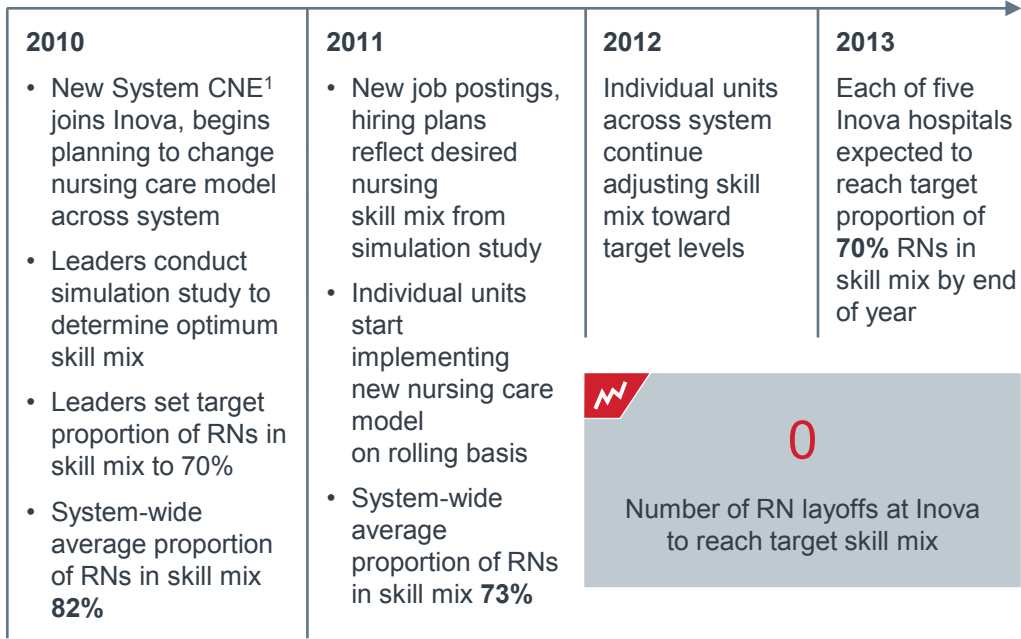 2010
• New System CNE1
joins Inova, begins
planning to change
nursing care model
across system
• Leaders conduct
simulation study to
determine optimum
skill mix
• Leaders set target
proportion of RNs in
skill mix to 70%
• System-wide
average proportion
of RNs in skill mix
82%
2011
• New job postings,
hiring plans
reflect desired
nursing
skill mix from
simulation study
• Individual units
start
implementing
new nursing care
model
on rolling basis
• System-wide
average
proportion of RNs
in skill mix 73%
2012
Individual units
across system
continue
adjusting skill
mix toward
target levels
2013
Each of five
Inova hospitals
expected to
reach target
proportion of
70% RNs in
skill mix by end
of year
0
Number of RN layoffs at Inova
to reach target skill mix